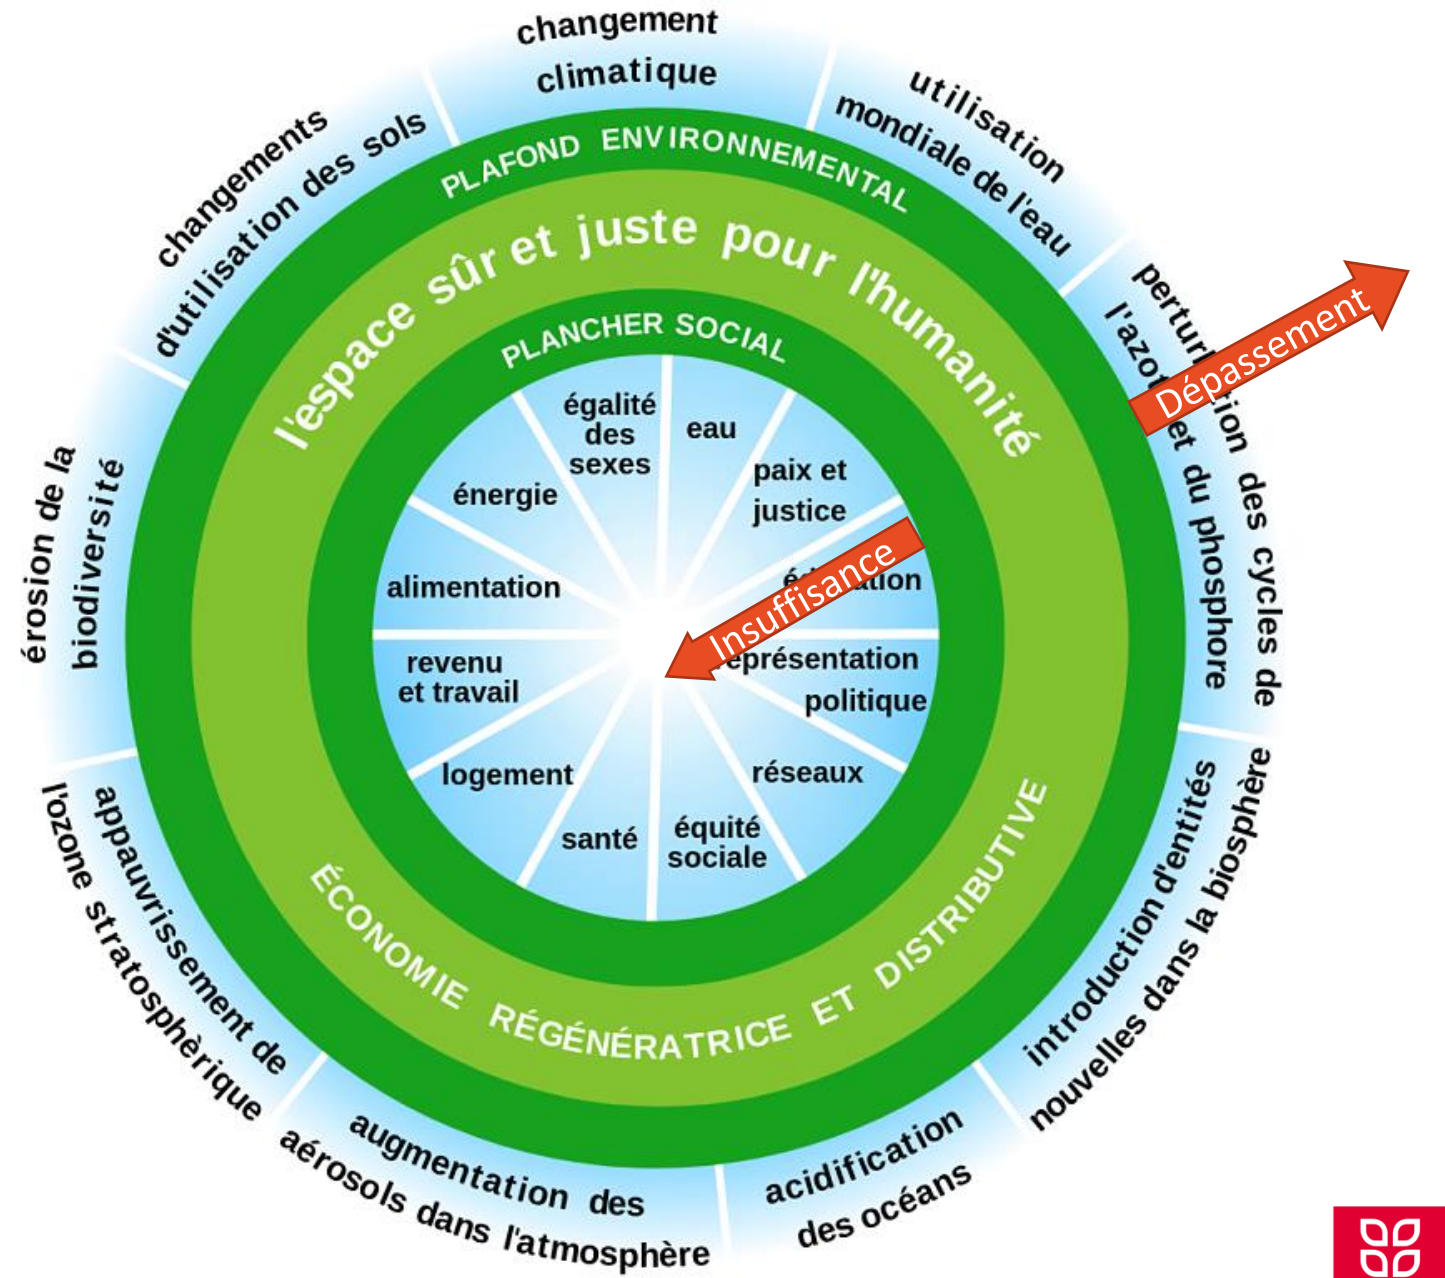 changement
climatique
utilisation
mondiale de l'eau
des cycles de
et du phosphore
introduction d'entités
nouvelles dans la biosphère
acidification
des océans
augmentation des
aérosols dans l'atmosphère
appauvrissement de
l'ozone stratosphèrique
érosion de la
biodiversité
changements
d'utilisation des sols
PLAFOND ENVIRONNEMENTAL
l'espace sûr et juste pour l'humanité
PLANCHER SOCIAL
égalité
des
sexes
eau
paix et
justice
représentation
politique
réseaux
équité
sociale
santé
logement
revenu
et travail
alimentation
énergie
ÉCONOMIE RÉGÉNÉRATRICE ET DISTRIBUTIVE
Dépassement
Insuffisance